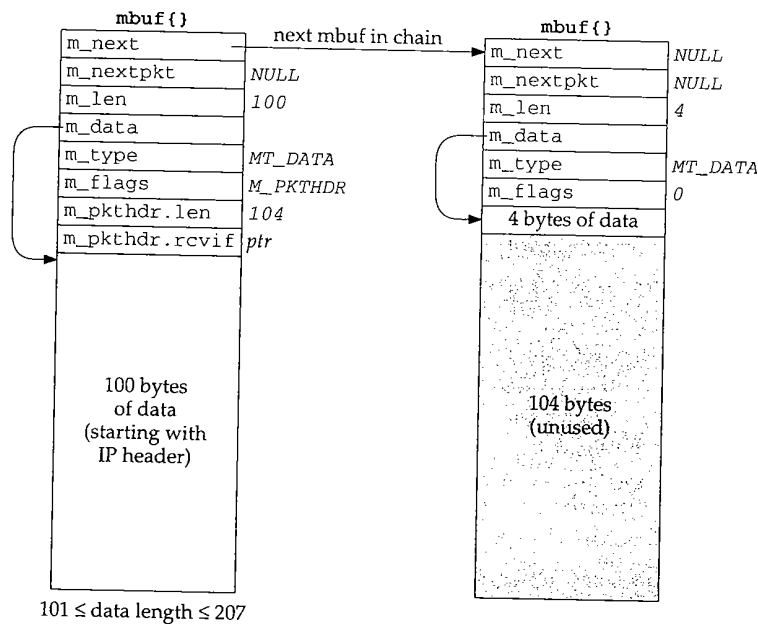 mbuf{}
m_next
m_nextpkt NULL
m_len 100
m_data
m_type MT_DATA
m_flags M_PKTHDR
m_pkthdr.len 104
m_pkthdr.rcvif ptr
100 bytes
of data
(starting with
IP header)
101 ≤ data length ≤ 207
next mbuf in chain
mbuf{}
m_next NULL
m_nextpkt NULL
m_len 4
m_data
m_type MT_DATA
m_flags 0
4 bytes of data
104 bytes
(unused)